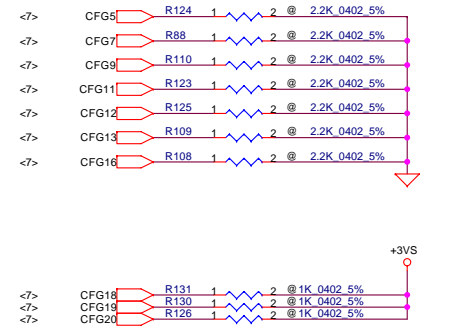 <7> CFG5 R124 1 2 @ 2.2K_0402_5%
<7> CFG7 R88 1 2 @ 2.2K_0402_5%
<7> CFG9 R110 1 2 @ 2.2K_0402_5%
<7> CFG11 R123 1 2 @ 2.2K_0402_5%
<7> CFG12 R125 1 2 @ 2.2K_0402_5%
<7> CFG13 R109 1 2 @ 2.2K_0402_5%
<7> CFG16 R108 1 2 @ 2.2K_0402_5%
+3VS
<7> CFG18 R131 1 2 @ 1K_0402_5%
<7> CFG19 R130 1 2 @ 1K_0402_5%
<7> CFG20 R126 1 2 @ 1K_0402_5%